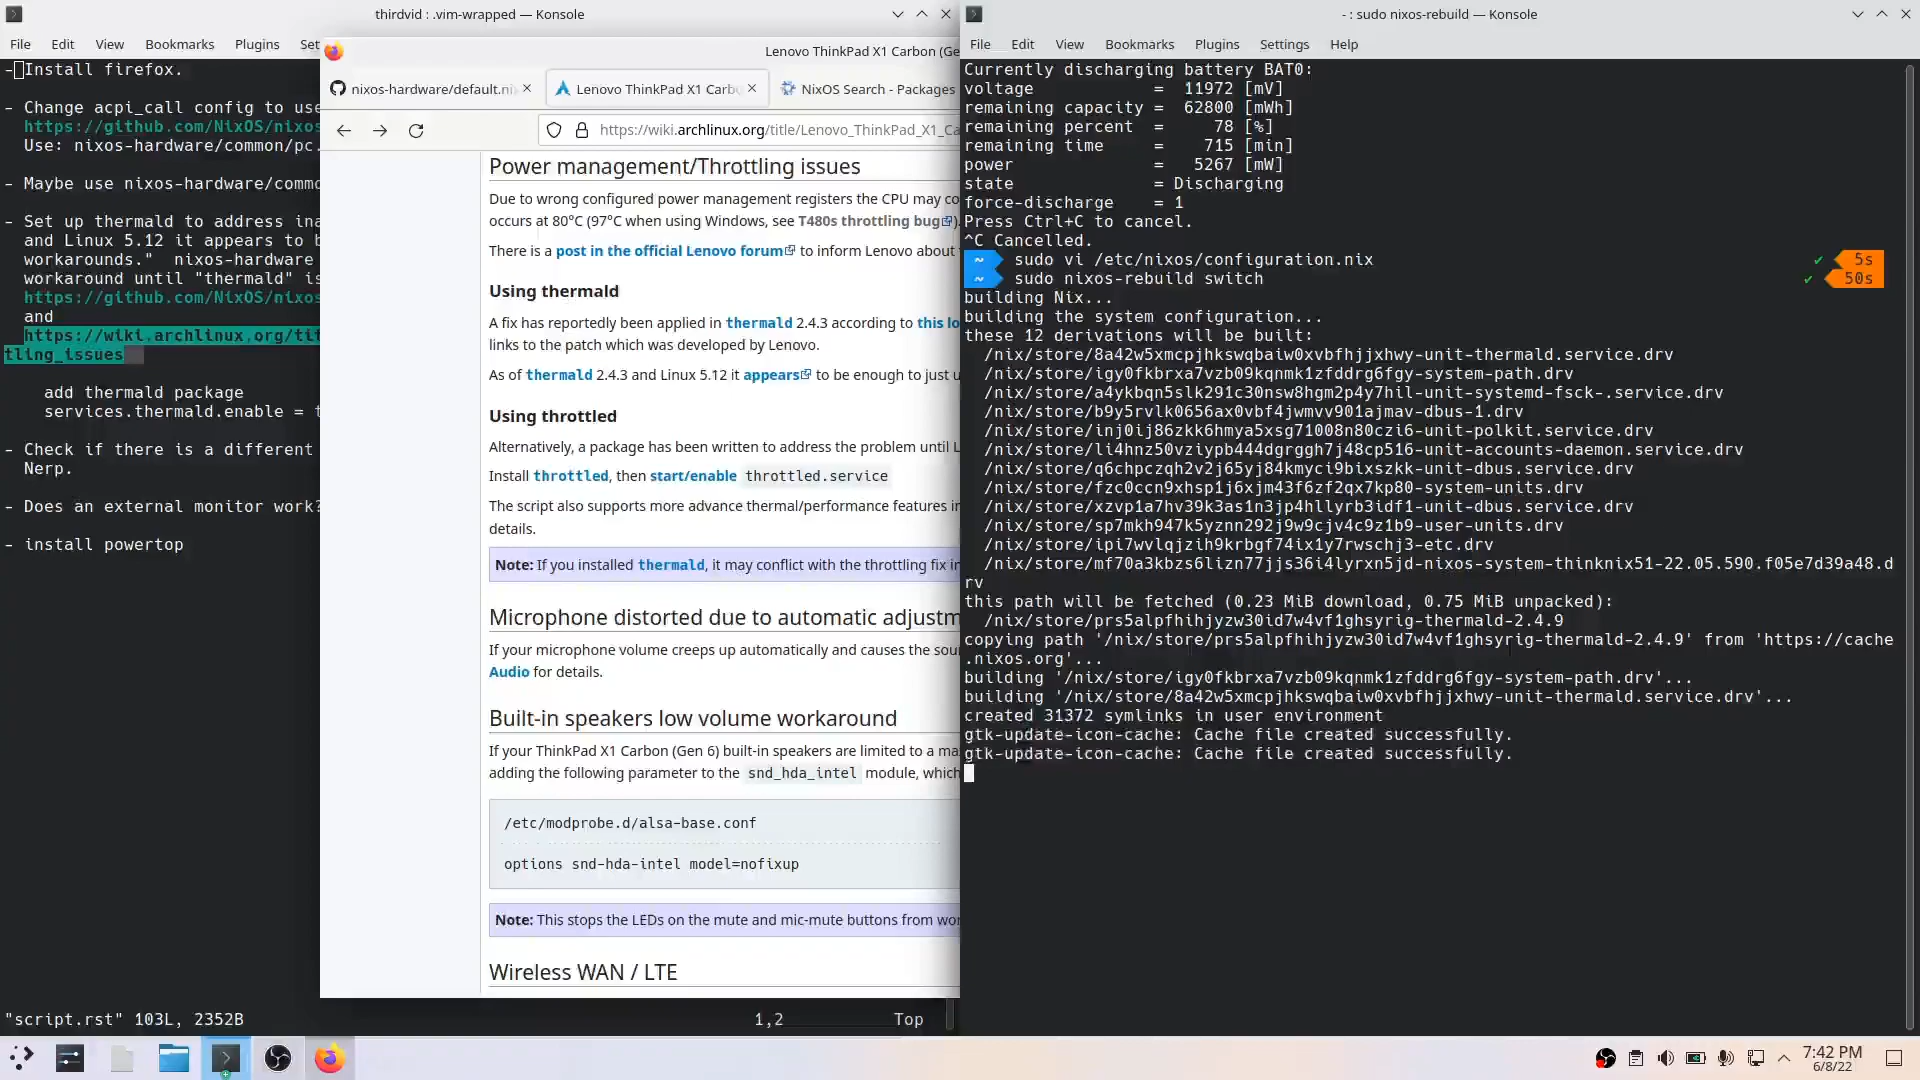 thirdvid : .vim-wrapped — Konsole
File Edit View Bookmarks Plugins Set
-Install firefox.
- Change acpi_call config to use
https://github.com/NixOS/nixos
Use: nixos-hardware/common/pc.
- Maybe use nixos-hardware/commo
- Set up thermald to address ina
and Linux 5.12 it appears to b
workarounds." nixos-hardware
workaround until "thermald" is
https://github.com/NixOS/nixos
and
https://wiki.archlinux.org/tit
tling_issues
add thermald package
services.thermald.enable = t
- Check if there is a different
Nerp.
- Does an external monitor work?
- install powertop
"script.rst" 103L, 2352B 1,2 Top
Lenovo ThinkPad X1 Carbon (Ge
nixos-hardware/default.ni
Lenovo ThinkPad X1 Carbo
NixOS Search - Packages
https://wiki.archlinux.org/title/Lenovo_ThinkPad_X1_Ca
Power management/Throttling issues
Due to wrong configured power management registers the CPU may co
occurs at 80°C (97°C when using Windows, see T480s throttling bug).
There is a post in the official Lenovo forum to inform Lenovo about
Using thermald
A fix has reportedly been applied in thermald 2.4.3 according to this lo
links to the patch which was developed by Lenovo.
As of thermald 2.4.3 and Linux 5.12 it appears to be enough to just u
Using throttled
Alternatively, a package has been written to address the problem until L
Install throttled, then start/enable throttled.service
The script also supports more advance thermal/performance features in
details.
Note: If you installed thermald, it may conflict with the throttling fix in
Microphone distorted due to automatic adjustm
If your microphone volume creeps up automatically and causes the sou
Audio for details.
Built-in speakers low volume workaround
If your ThinkPad X1 Carbon (Gen 6) built-in speakers are limited to a ma
adding the following parameter to the snd_hda_intel module, which
/etc/modprobe.d/alsa-base.conf
options snd-hda-intel model=nofixup
Note: This stops the LEDs on the mute and mic-mute buttons from wor
Wireless WAN / LTE
- : sudo nixos-rebuild — Konsole
File Edit View Bookmarks Plugins Settings Help
Currently discharging battery BAT0:
voltage = 11972 [mV]
remaining capacity = 62800 [mWh]
remaining percent = 78 [%]
remaining time = 715 [min]
power = 5267 [mW]
state = Discharging
force-discharge = 1
Press Ctrl+C to cancel.
^C Cancelled.
~ sudo vi /etc/nixos/configuration.nix ✔ 5s
~ sudo nixos-rebuild switch ✔ 50s
building Nix...
building the system configuration...
these 12 derivations will be built:
/nix/store/8a42w5xmcpjhkswqbaiw0xvbfhjjxhwy-unit-thermald.service.drv
/nix/store/igy0fkbrxa7vzb09kqnmk1zfddrg6fgy-system-path.drv
/nix/store/a4ykbqn5slk291c30nsw8hgm2p4y7hil-unit-systemd-fsck-.service.drv
/nix/store/b9y5rvlk0656ax0vbf4jwmvv901ajmav-dbus-1.drv
/nix/store/inj0ij86zkk6hmya5xsg71008n80czi6-unit-polkit.service.drv
/nix/store/li4hnz50vziypb444dgrggh7j48cp516-unit-accounts-daemon.service.drv
/nix/store/q6chpczqh2v2j65yj84kmyci9bixszkk-unit-dbus.service.drv
/nix/store/fzc0ccn9xhsp1j6xjm43f6zf2qx7kp80-system-units.drv
/nix/store/xzvp1a7hv39k3as1n3jp4hllyrb3idf1-unit-dbus.service.drv
/nix/store/sp7mkh947k5yznn292j9w9cjv4c9z1b9-user-units.drv
/nix/store/ipi7wvlqjzih9krbgf74ix1y7rwschj3-etc.drv
/nix/store/mf70a3kbzs6lizn77jjs36i4lyrxn5jd-nixos-system-thinknix51-22.05.590.f05e7d39a48.d
rv
this path will be fetched (0.23 MiB download, 0.75 MiB unpacked):
/nix/store/prs5alpfhihjyzw30id7w4vf1ghsyrig-thermald-2.4.9
copying path '/nix/store/prs5alpfhihjyzw30id7w4vf1ghsyrig-thermald-2.4.9' from 'https://cache
.nixos.org'...
building '/nix/store/igy0fkbrxa7vzb09kqnmk1zfddrg6fgy-system-path.drv'...
building '/nix/store/8a42w5xmcpjhkswqbaiw0xvbfhjjxhwy-unit-thermald.service.drv'...
created 31372 symlinks in user environment
gtk-update-icon-cache: Cache file created successfully.
gtk-update-icon-cache: Cache file created successfully.
7:42 PM
6/8/22